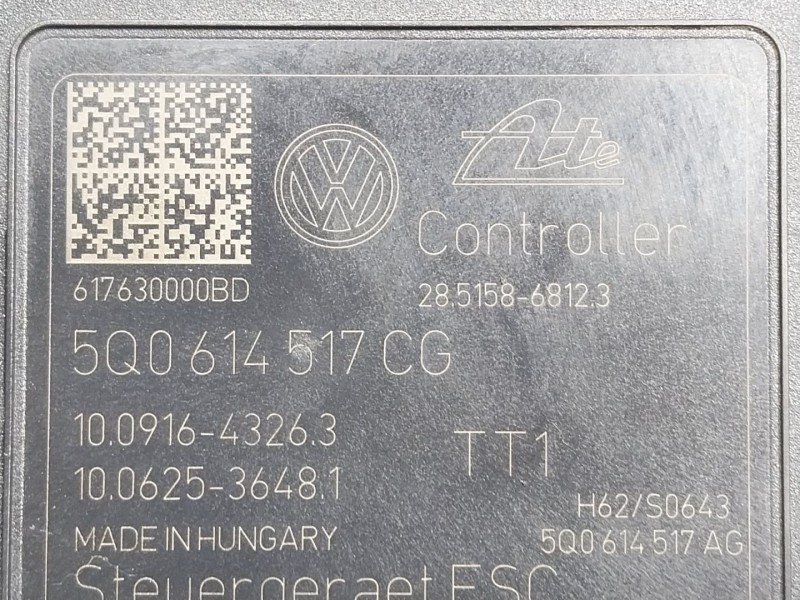 VW
Ate
Controller
617630000BD
28.5158-6812.3
5Q0 614 517 CG
10.0916-4326.3
TT1
10.0625-3648.1
H62/S0643
MADE IN HUNGARY
5Q0 614 517 AG
Steuergeraet ESC